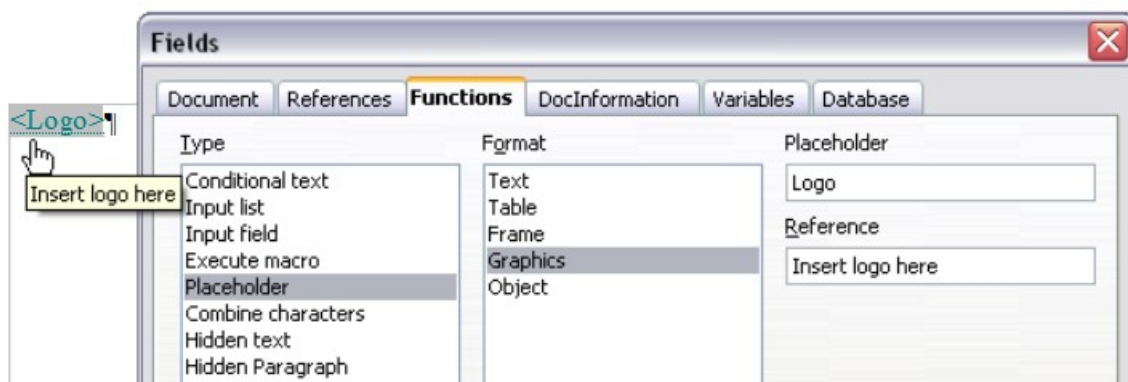 Fields
Document References Functions DocInformation Variables Database
<Logo>¶
Insert logo here
Type
Conditional text
Input list
Input field
Execute macro
Placeholder
Combine characters
Hidden text
Hidden Paragraph
Format
Text
Table
Frame
Graphics
Object
Placeholder
Logo
Reference
Insert logo here